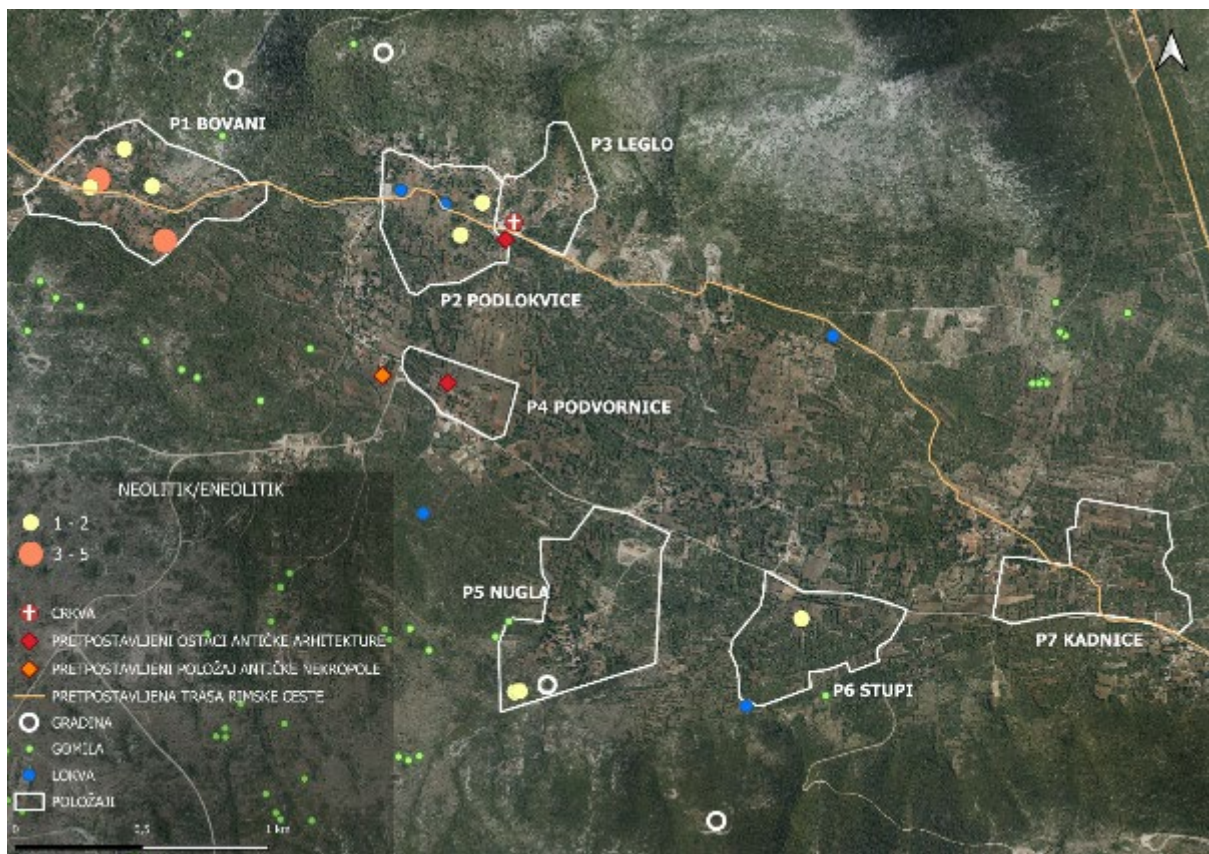 P1 BOVANI
P3 LEGLO
P2 PODLOKVICE
P4 PODVORNICE
P5 NUGLA
P7 KADNICE
P6 STUPI
NEOLITIK/ENEOLITIK
1 - 2
3 - 5
CRKVA
PRETPOSTAVLJENI OSTACI ANTIČKE ARHITEKTURE
PRETPOSTAVLJENI POLOŽAJ ANTIČKE NEKROPOLE
PRETPOSTAVLJENA TRASA RIMSKE CESTE
GRADINA
GOMILA
LOKVA
POLOŽAJI
0 0,5 1 km